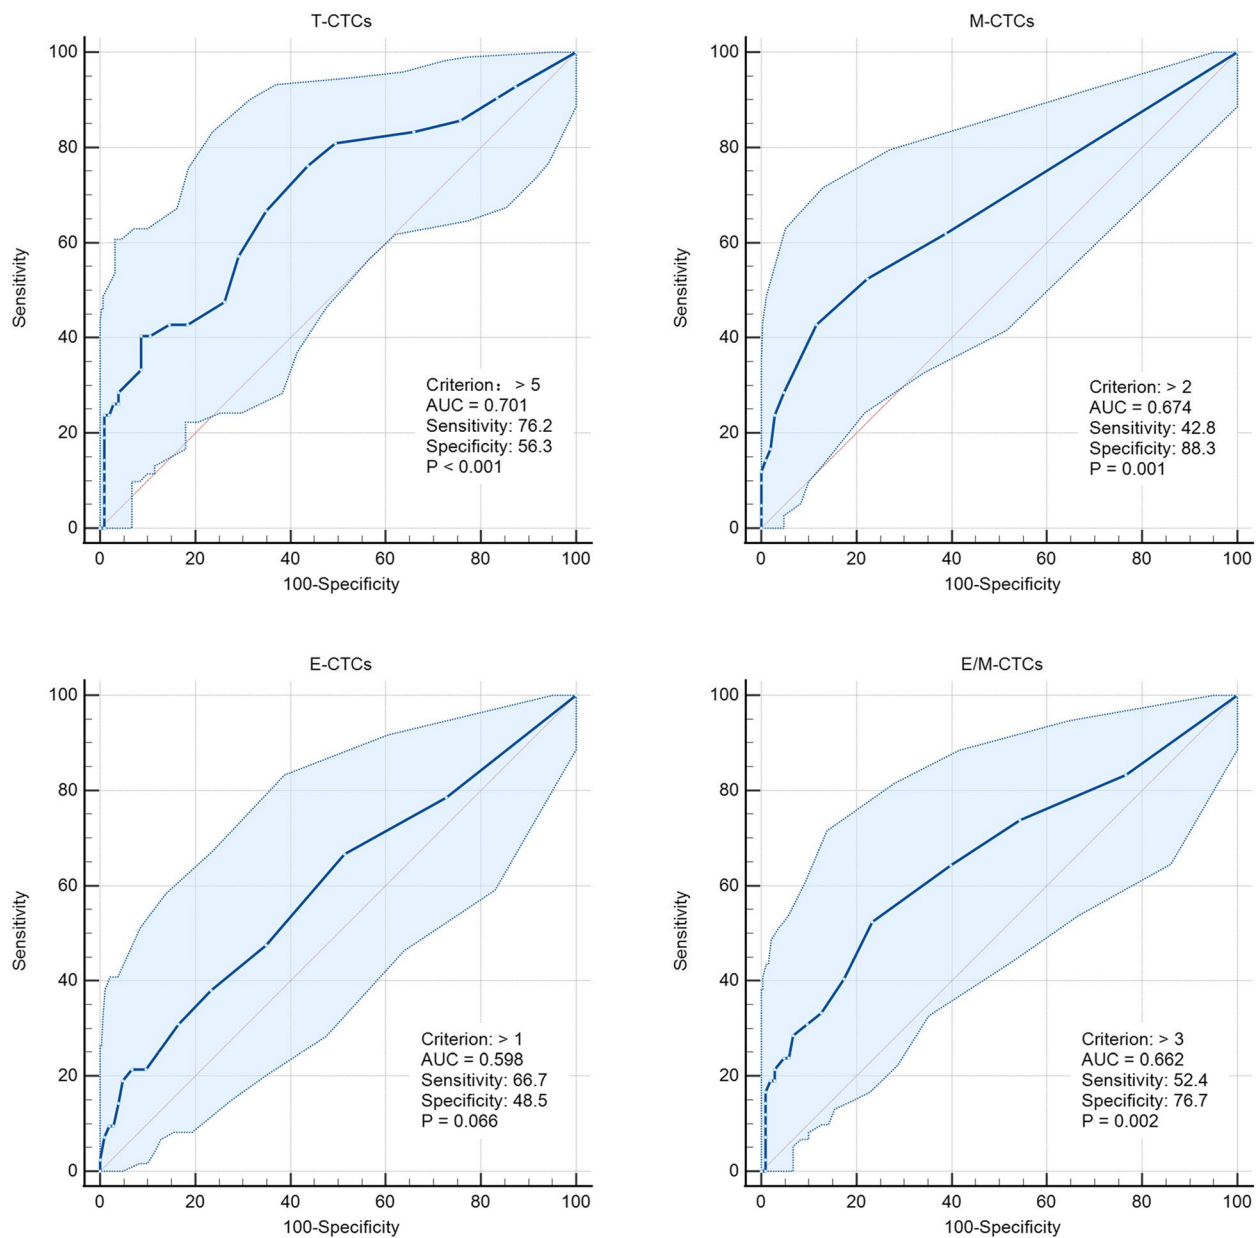 T-CTCs
100
80
60
40
20
0
Sensitivity
Criterion： > 5
AUC = 0.701
Sensitivity: 76.2
Specificity: 56.3
P < 0.001
0 20 40 60 80 100
100-Specificity
M-CTCs
100
80
60
40
20
0
Sensitivity
Criterion: > 2
AUC = 0.674
Sensitivity: 42.8
Specificity: 88.3
P = 0.001
0 20 40 60 80 100
100-Specificity
E-CTCs
100
80
60
40
20
0
Sensitivity
Criterion: > 1
AUC = 0.598
Sensitivity: 66.7
Specificity: 48.5
P = 0.066
0 20 40 60 80 100
100-Specificity
E/M-CTCs
100
80
60
40
20
0
Sensitivity
Criterion: > 3
AUC = 0.662
Sensitivity: 52.4
Specificity: 76.7
P = 0.002
0 20 40 60 80 100
100-Specificity